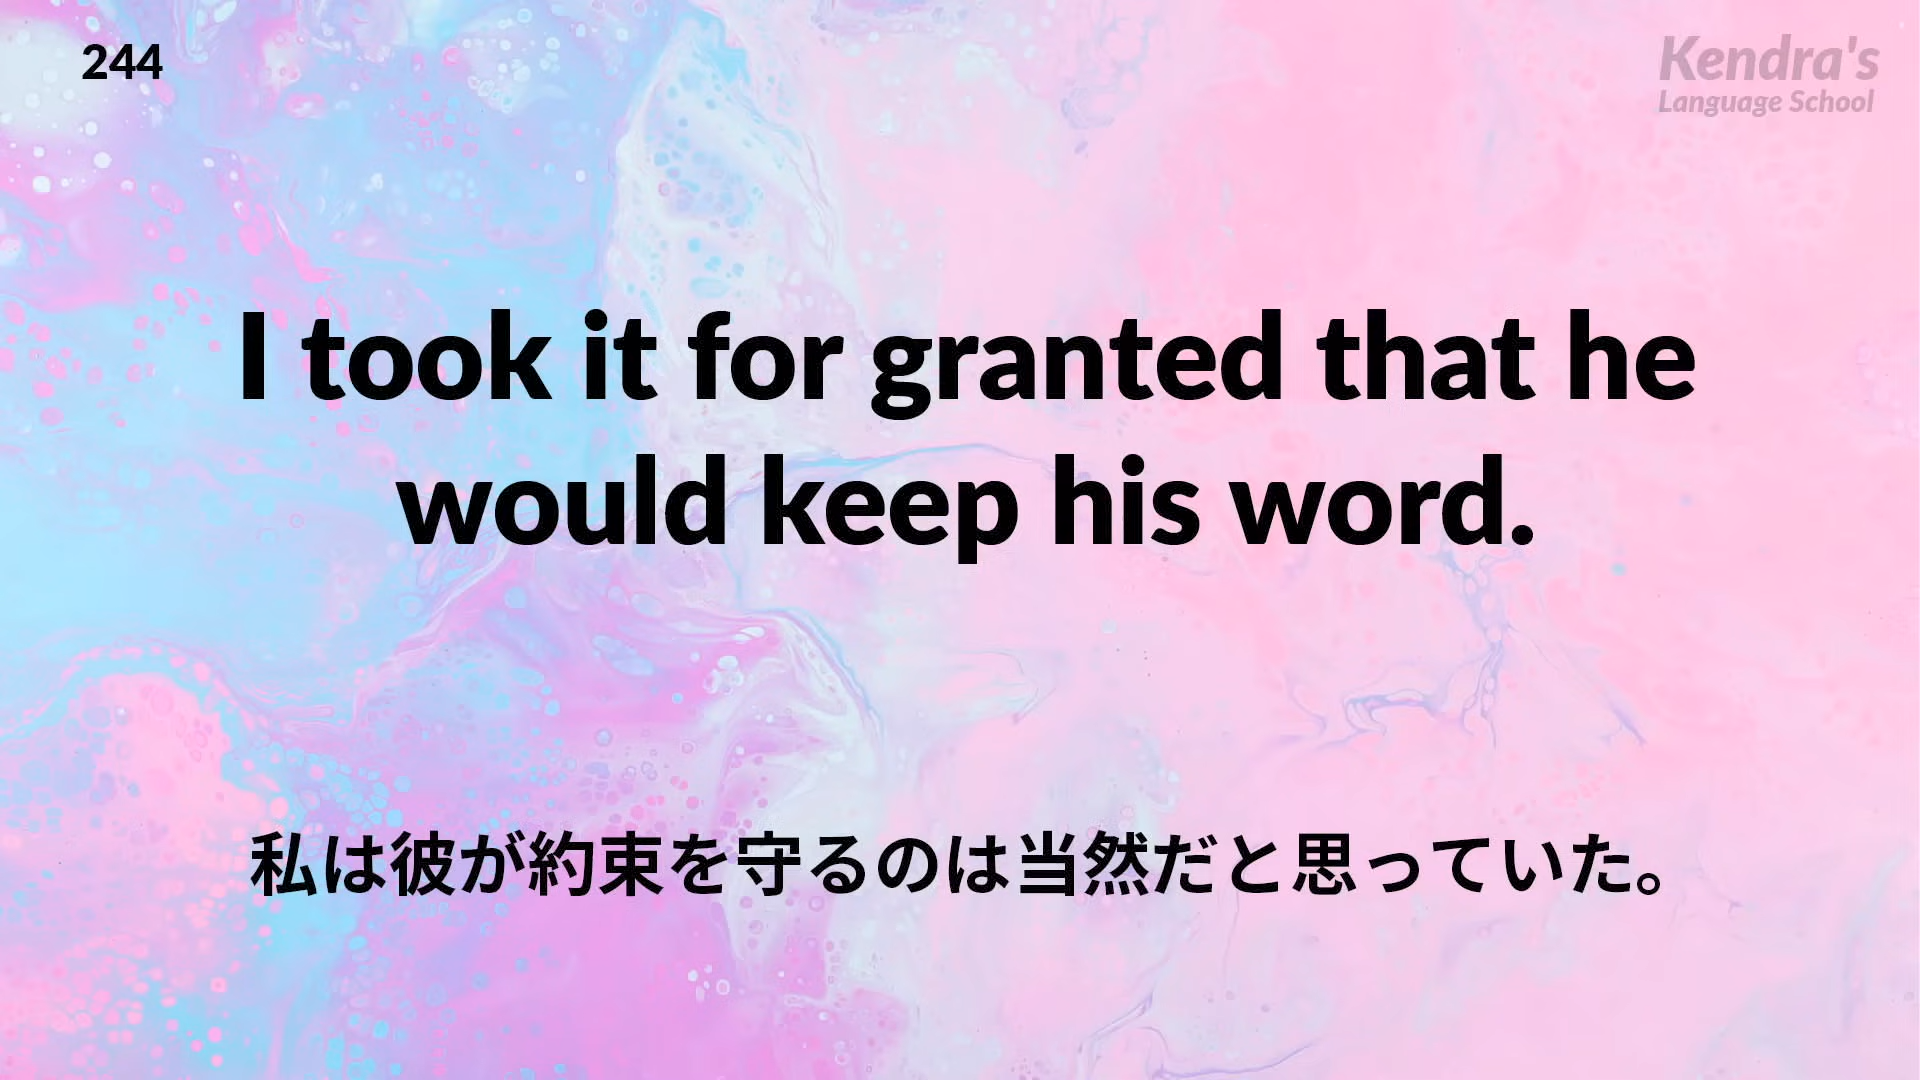 244
Kendra's
Language School
I took it for granted that he
would keep his word.
私は彼が約束を守るのは当然だと思っていた。